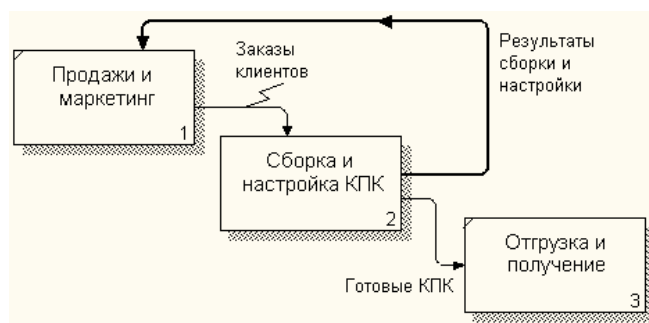 Продажи и
маркетинг
1
Заказы
клиентов
Результаты
сборки и
настройки
Сборка и
настройка КПК
2
Готовые КПК
Отгрузка и
получение
3